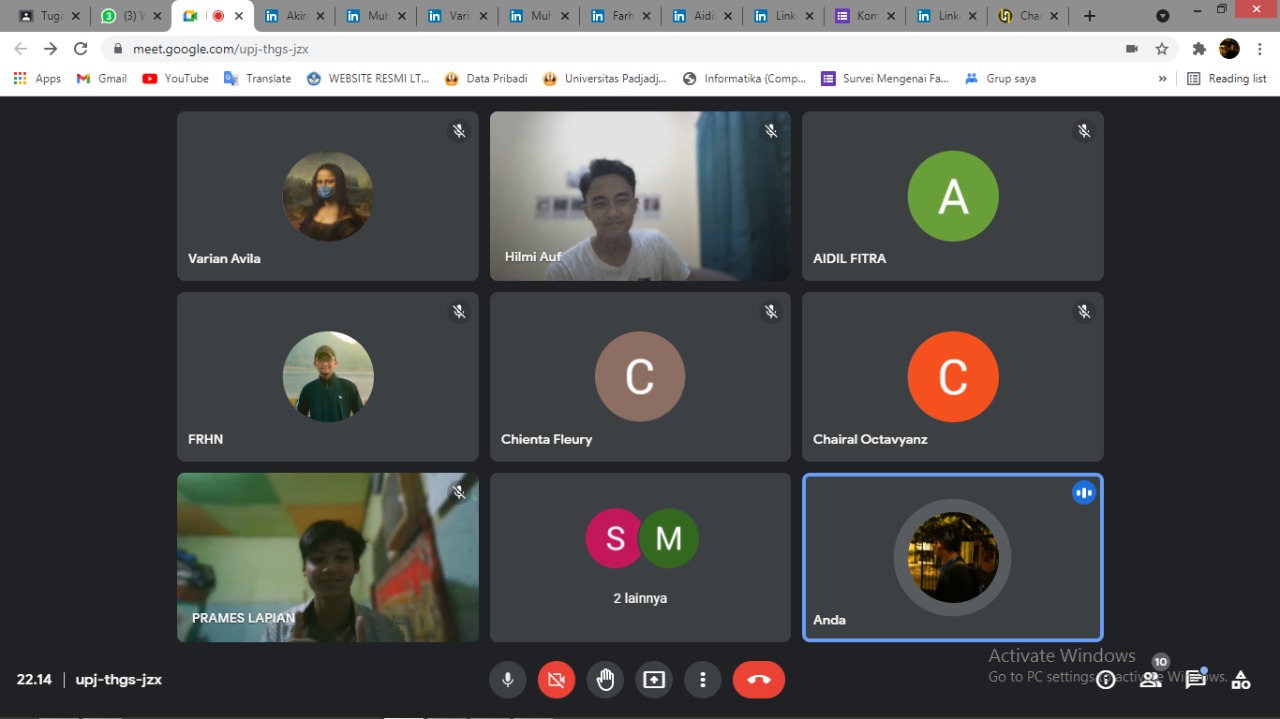 Tuga
(3) W
Akir
Muh
Varia
Muh
Farh
Aidil
Link
Kom
Link
Cha
meet.google.com/upj-thgs-jzx
Apps Gmail YouTube Translate WEBSITE RESMI LT... Data Pribadi Universitas Padjadj... Informatika (Comp... Survei Mengenai Fa... Grup saya » Reading list
Varian Avila
Hilmi Auf
A
AIDIL FITRA
FRHN
C
Chienta Fleury
C
Chairal Octavyanz
PRAMES LAPIAN
S M
2 lainnya
Anda
Activate Windows
Go to PC settings to activate Windows.
22.14 | upj-thgs-jzx
10